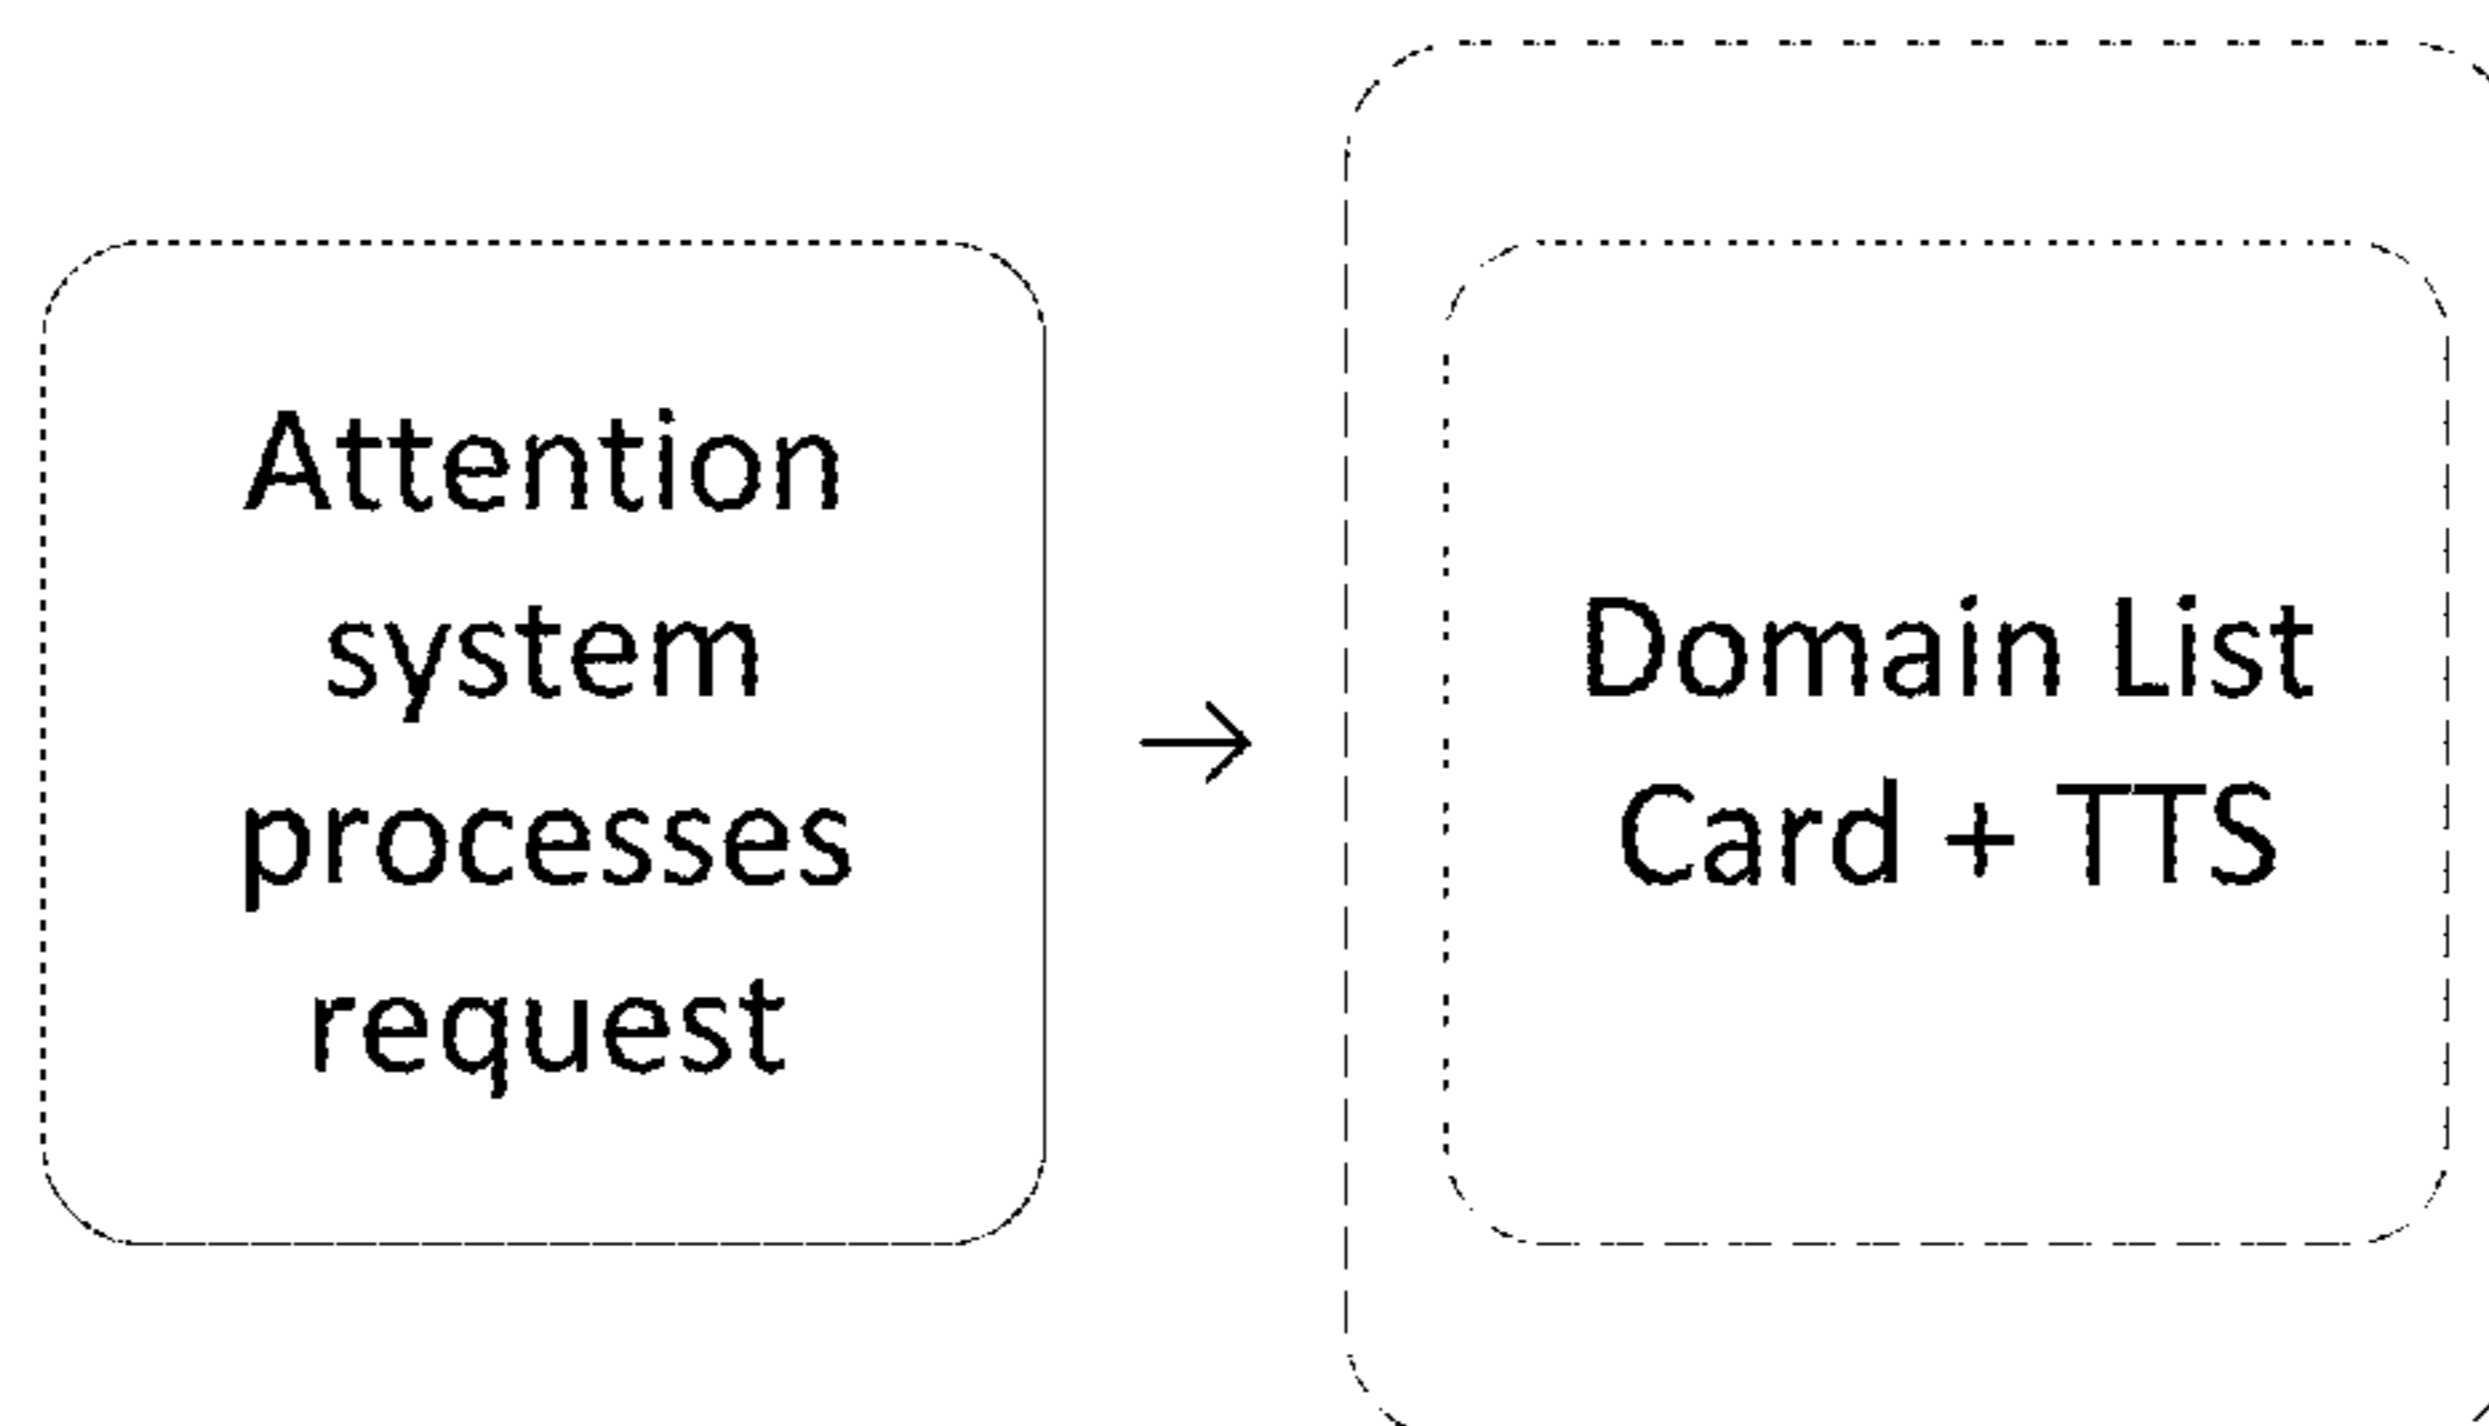 Attention
system
processes
request
→
Domain List
Card + TTS